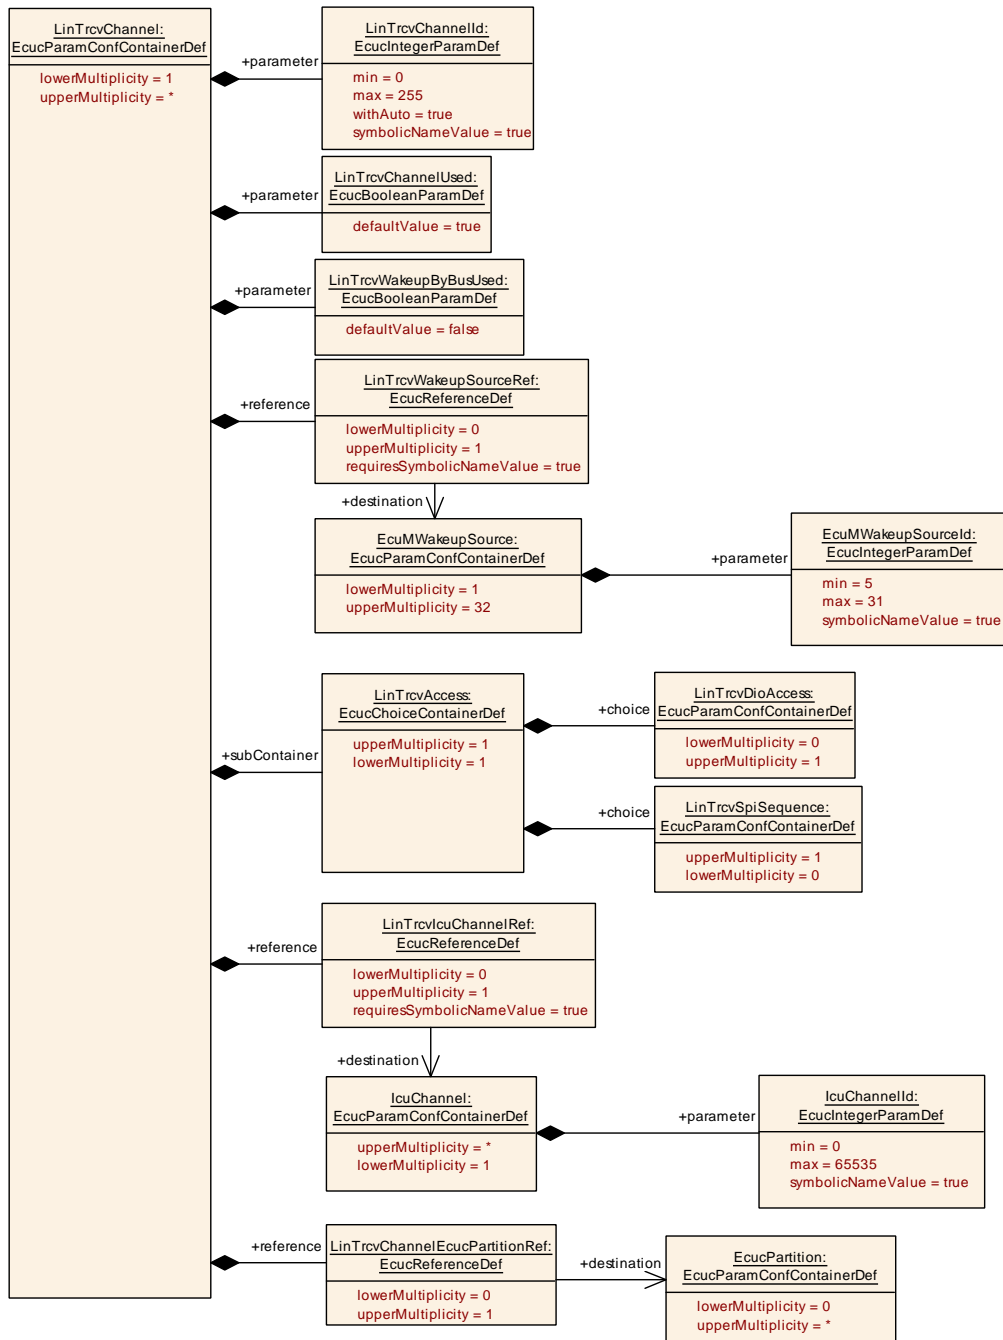 LinTrcvChannel:
EcucParamConfContainerDef
lowerMultiplicity = 1
upperMultiplicity = *
+parameter
LinTrcvChannelId:
EcucIntegerParamDef
min = 0
max = 255
withAuto = true
symbolicNameValue = true
+parameter
LinTrcvChannelUsed:
EcucBooleanParamDef
defaultValue = true
+parameter
LinTrcvWakeupByBusUsed:
EcucBooleanParamDef
defaultValue = false
+reference
LinTrcvWakeupSourceRef:
EcucReferenceDef
lowerMultiplicity = 0
upperMultiplicity = 1
requiresSymbolicNameValue = true
+destination
EcuMWakeupSource:
EcucParamConfContainerDef
lowerMultiplicity = 1
upperMultiplicity = 32
+parameter
EcuMWakeupSourceId:
EcucIntegerParamDef
min = 5
max = 31
symbolicNameValue = true
+subContainer
LinTrcvAccess:
EcucChoiceContainerDef
upperMultiplicity = 1
lowerMultiplicity = 1
+choice
LinTrcvDioAccess:
EcucParamConfContainerDef
lowerMultiplicity = 0
upperMultiplicity = 1
+choice
LinTrcvSpiSequence:
EcucParamConfContainerDef
upperMultiplicity = 1
lowerMultiplicity = 0
+reference
LinTrcvIcuChannelRef:
EcucReferenceDef
lowerMultiplicity = 0
upperMultiplicity = 1
requiresSymbolicNameValue = true
+destination
IcuChannel:
EcucParamConfContainerDef
upperMultiplicity = *
lowerMultiplicity = 1
+parameter
IcuChannelId:
EcucIntegerParamDef
min = 0
max = 65535
symbolicNameValue = true
+reference
LinTrcvChannelEcucPartitionRef:
EcucReferenceDef
lowerMultiplicity = 0
upperMultiplicity = 1
+destination
EcucPartition:
EcucParamConfContainerDef
lowerMultiplicity = 0
upperMultiplicity = *